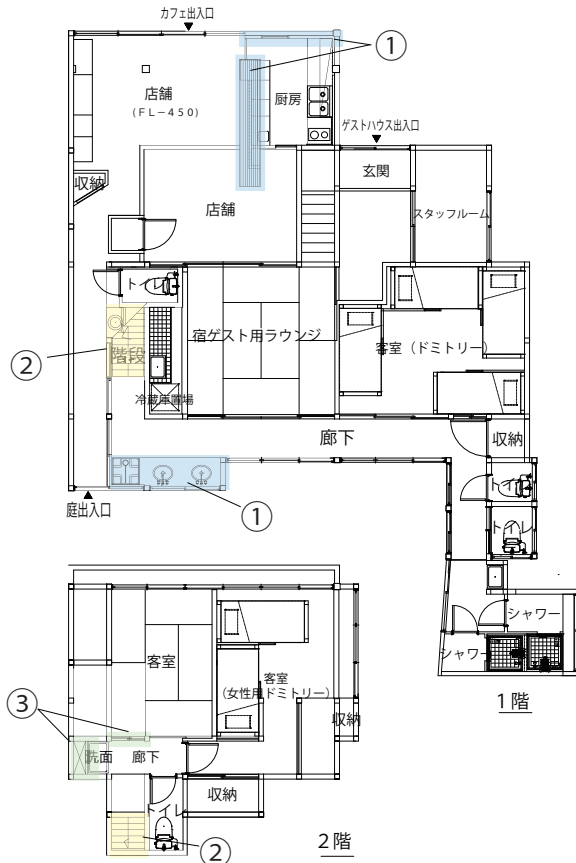 カフェ出入口
①
店舗
(FL-450)
厨房
ゲストハウス出入口
玄関
収納
スタッフルーム
店舗
トイレ
宿ゲスト用ラウンジ
客室（ドミトリー）
②
階段
冷蔵庫置場
廊下
収納
トイレ
①
庭出入口
トイレ
シャワー
シャワー
1階
客室
客室
(女性用ドミトリー)
収納
③
洗面
廊下
収納
トイレ
②
2階